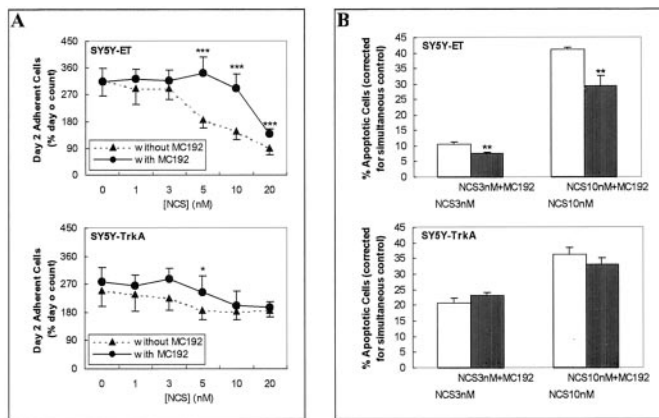 A
SY5Y-ET
Day 2 Adherent Cells
(% day o count)
450
360
270
180
90
0
***
***
***
without MC192
with MC192
0 1 3 5 10 20
[NCS] (nM)
SY5Y-TrkA
Day 2 Adherent Cells
(% day o count)
450
360
270
180
90
0
*
without MC192
with MC192
0 1 3 5 10 20
[NCS] (nM)
B
SY5Y-ET
% Apoptotic Cells (corrected
for simultaneous control)
45
40
35
30
25
20
15
10
5
0
**
**
NCS3nM+MC192 NCS10nM+MC192
NCS3nM NCS10nM
SY5Y-TrkA
% Apoptotic Cells (corrected
for simultaneous control)
45
40
35
30
25
20
15
10
5
0
NCS3nM+MC192 NCS10nM+MC192
NCS3nM NCS10nM